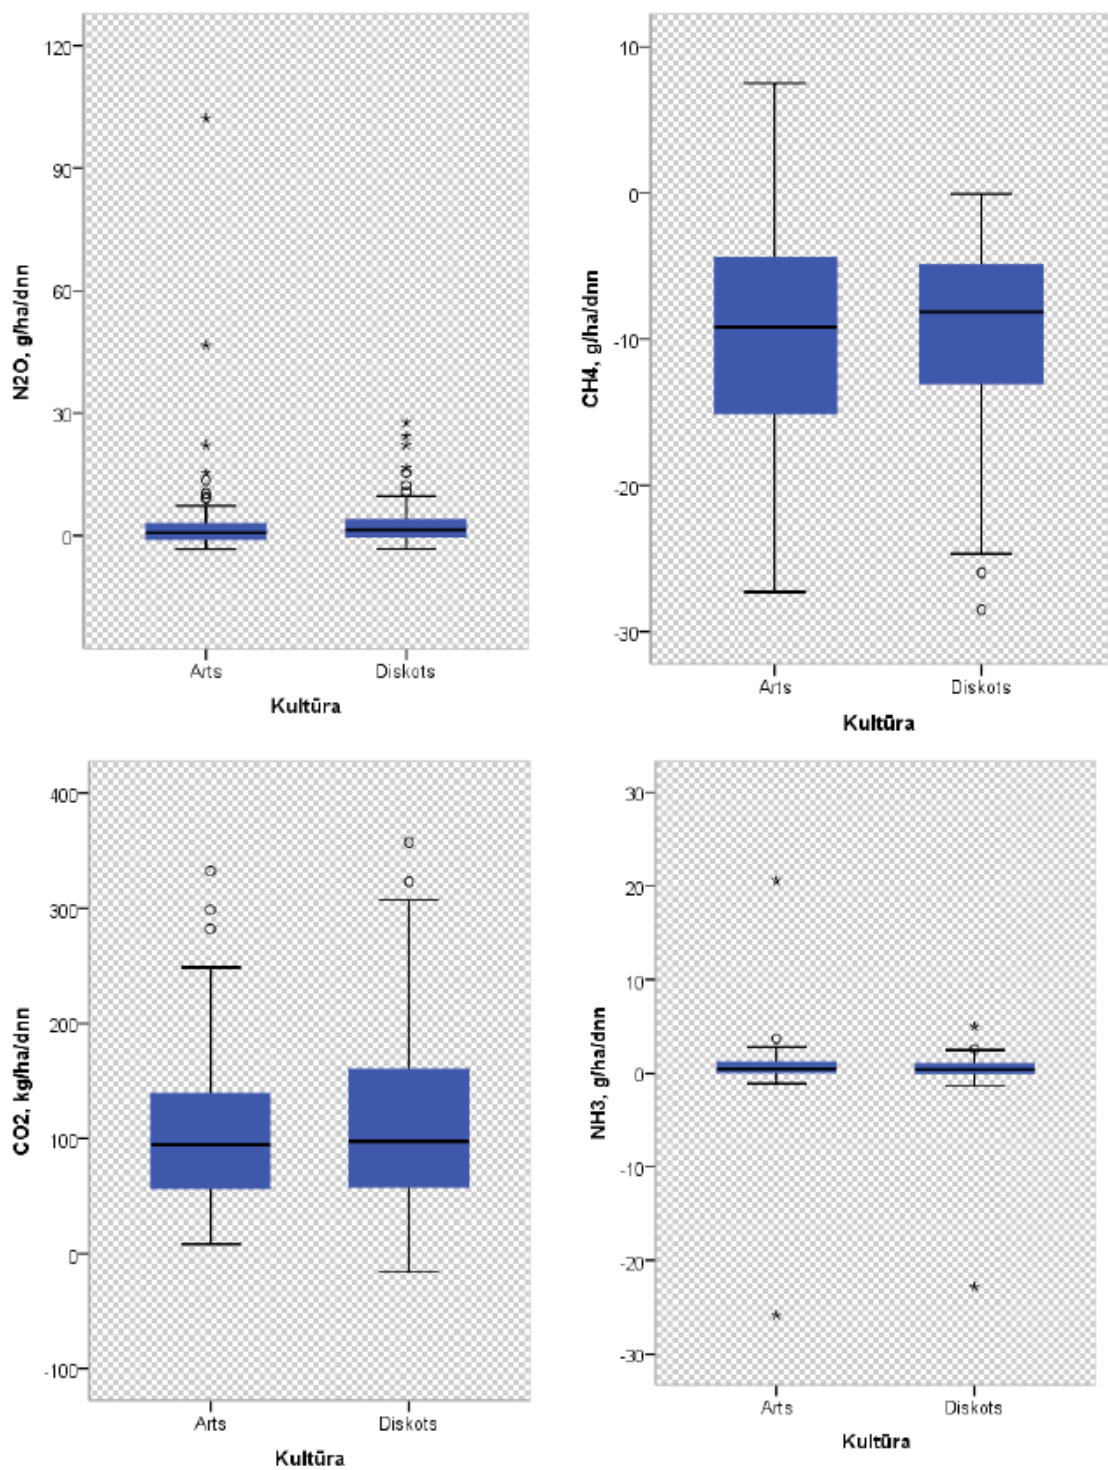 N2O, g/ha/dnn
120
90
60
30
0
Arts Diskots
Kultūra
CH4, g/ha/dnn
10
0
-10
-20
-30
Arts Diskots
Kultūra
CO2, kg/ha/dnn
400
300
200
100
0
-100
Arts Diskots
Kultūra
NH3, g/ha/dnn
30
20
10
0
-10
-20
-30
Arts Diskots
Kultūra